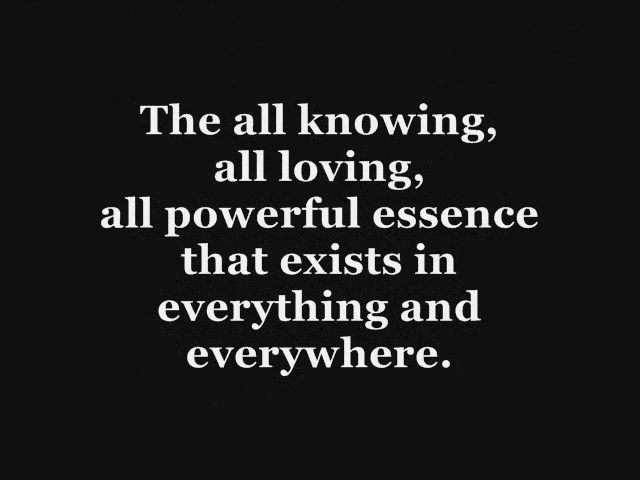 The all knowing,
all loving,
all powerful essence
that exists in
everything and
everywhere.